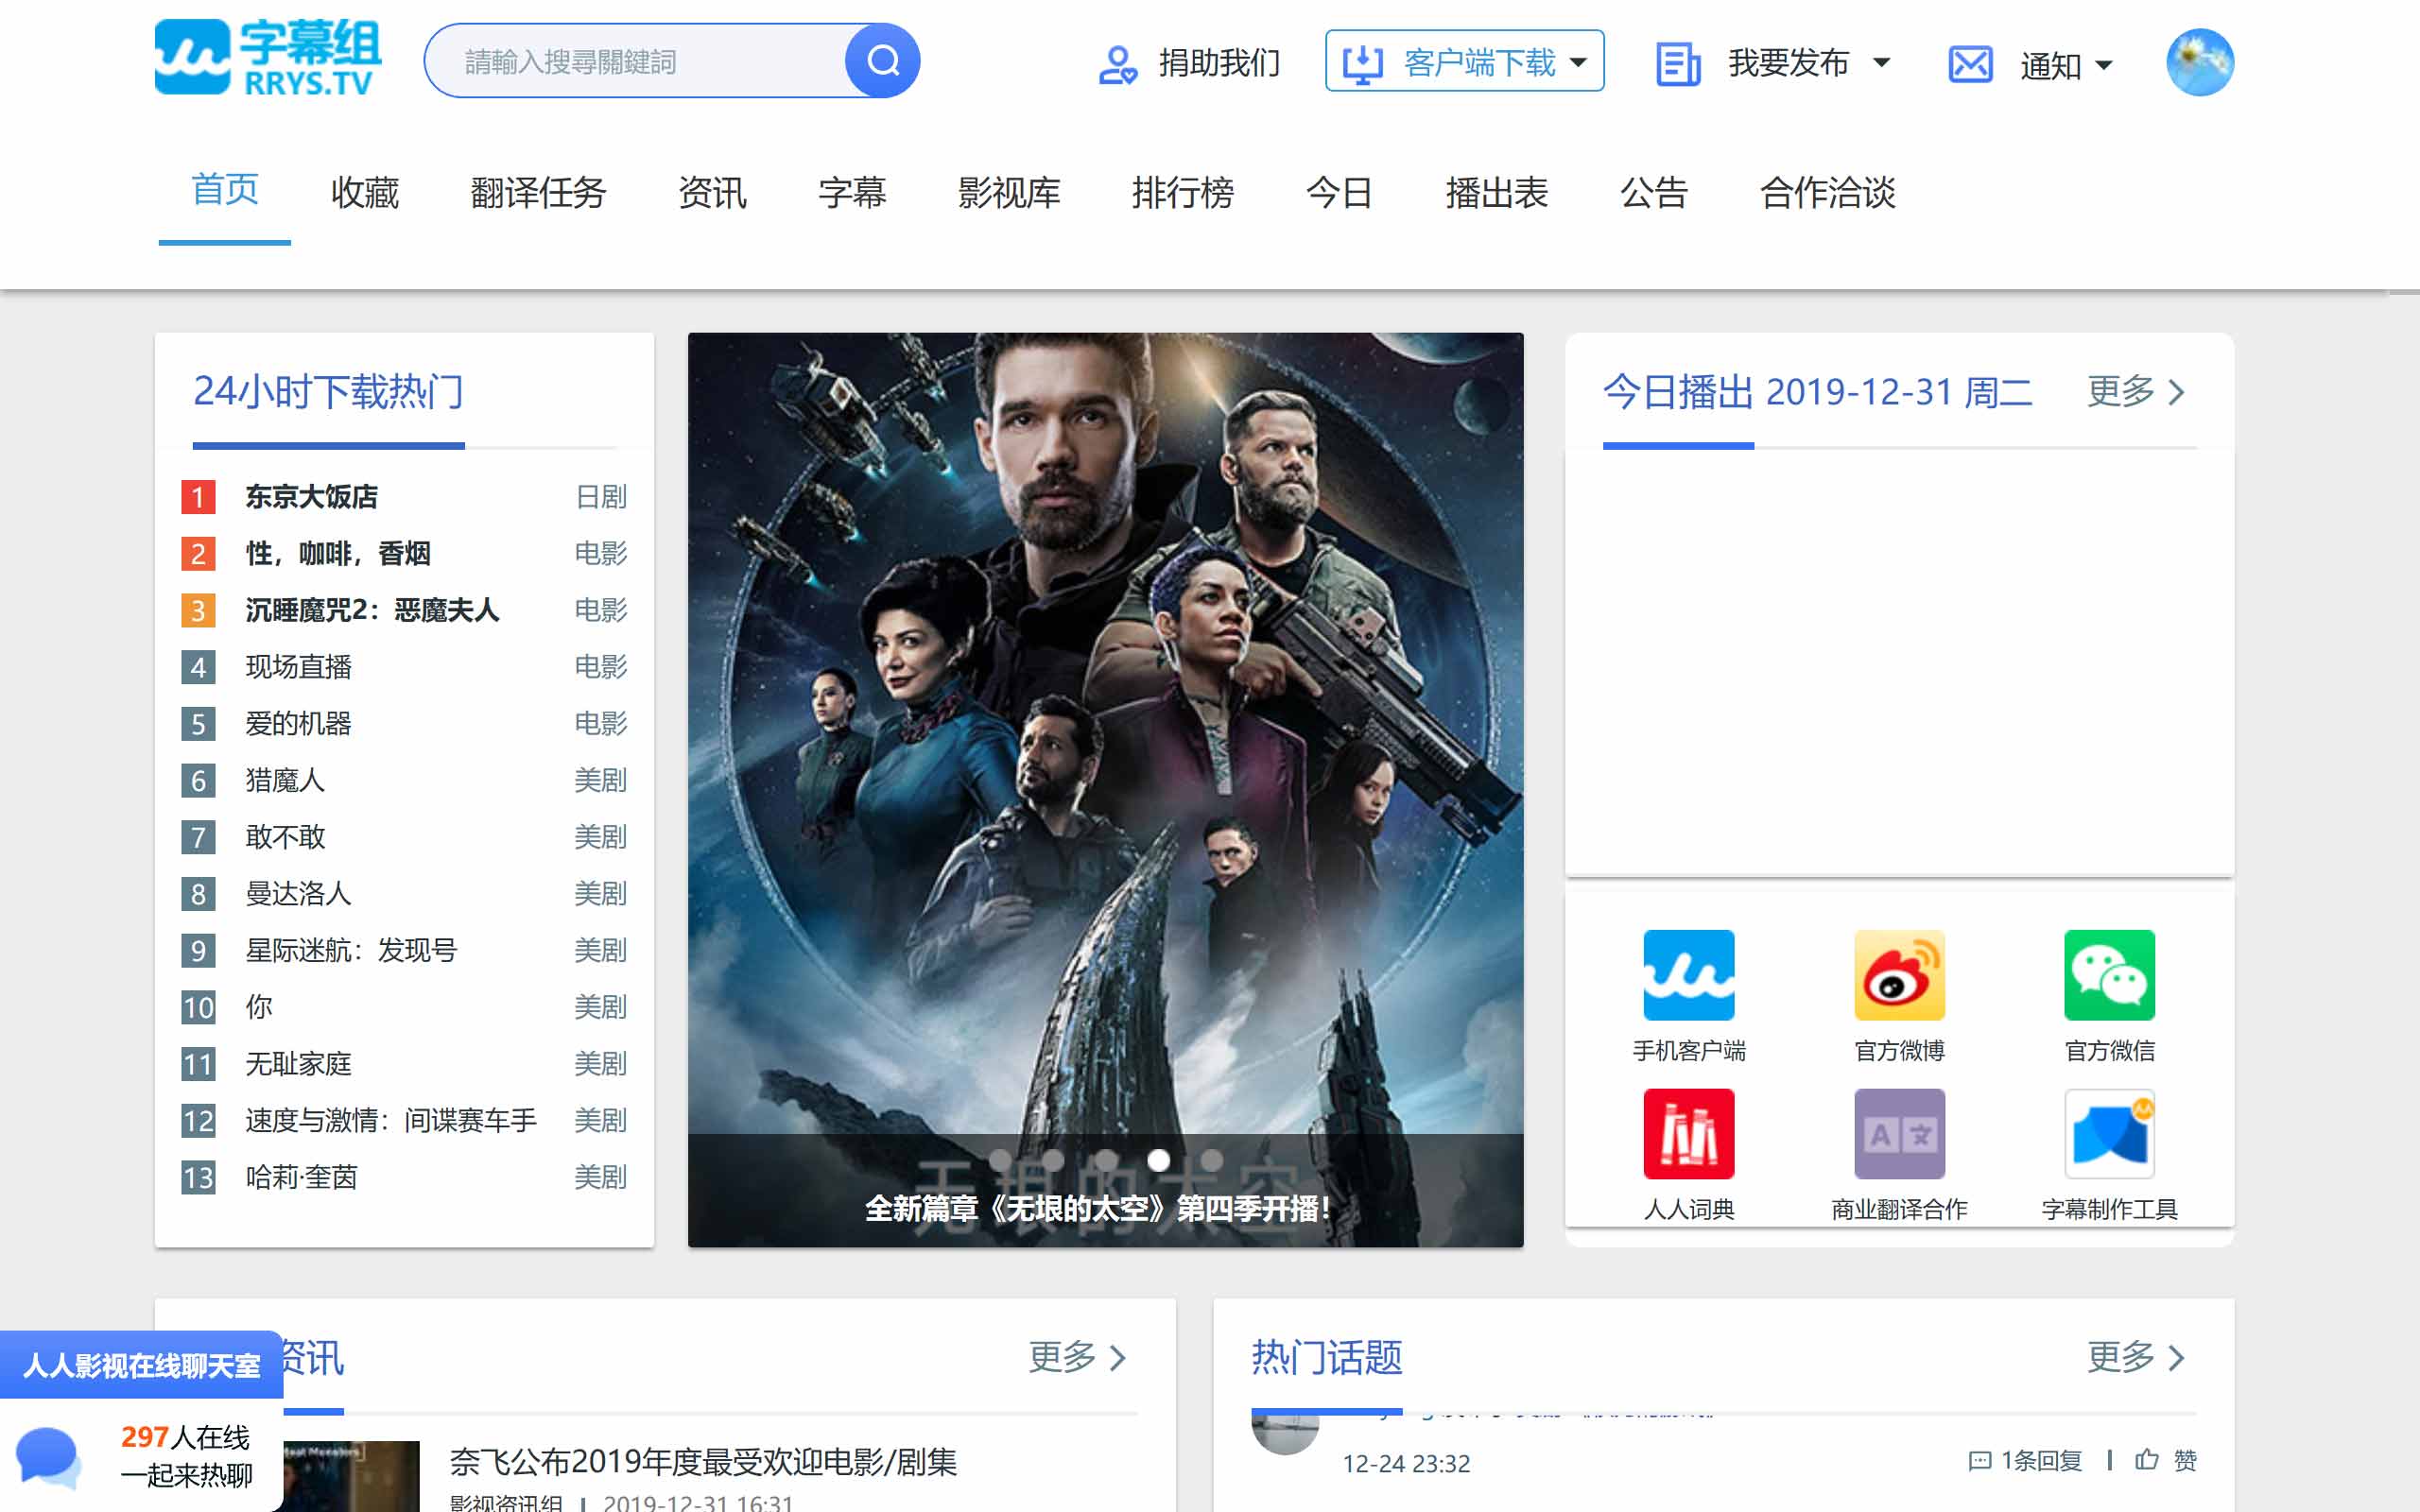 字幕组
RRYS.TV
請輸入搜尋關鍵詞
捐助我们
客户端下载
我要发布
通知
首页 收藏 翻译任务 资讯 字幕 影视库 排行榜 今日 播出表 公告 合作洽谈
24小时下载热门
1 东京大饭店 日剧
2 性，咖啡，香烟 电影
3 沉睡魔咒2：恶魔夫人 电影
4 现场直播 电影
5 爱的机器 电影
6 猎魔人 美剧
7 敢不敢 美剧
8 曼达洛人 美剧
9 星际迷航：发现号 美剧
10 你 美剧
11 无耻家庭 美剧
12 速度与激情：间谍赛车手 美剧
13 哈莉·奎茵 美剧
无垠的太空
全新篇章《无垠的太空》第四季开播！
今日播出 2019-12-31 周二 更多
手机客户端 官方微博 官方微信
A 文
人人词典 商业翻译合作 字幕制作工具
资讯 更多
奈飞公布2019年度最受欢迎电影/剧集
影视资讯组 | 2019-12-31 16:31
热门话题 更多
12-24 23:32 1条回复 | 赞
人人影视在线聊天室
297人在线
一起来热聊